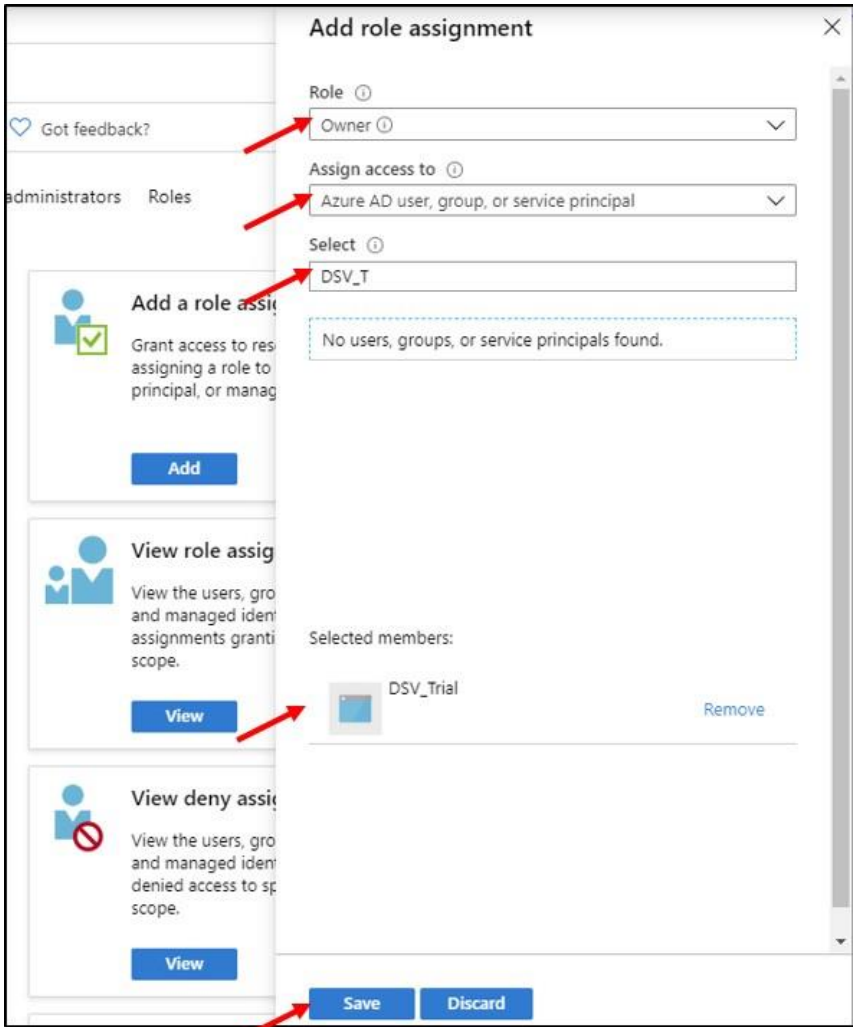 Got feedback?
administrators Roles
Add a role assig
Grant access to res
assigning a role to
principal, or manag
Add
View role assig
View the users, gro
and managed iden
assignments granti
scope.
View
View deny assig
View the users, gro
and managed iden
denied access to sp
scope.
View
Add role assignment
Role
Owner
Assign access to
Azure AD user, group, or service principal
Select
DSV_T
No users, groups, or service principals found.
Selected members:
DSV_Trial
Remove
Save Discard